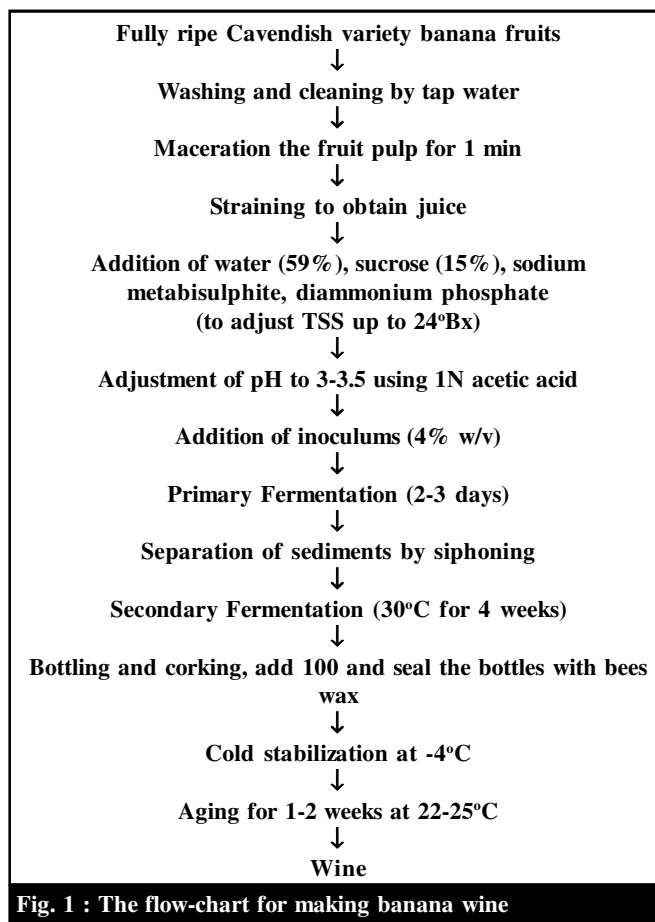 Fully ripe Cavendish variety banana fruits
↓
Washing and cleaning by tap water
↓
Maceration the fruit pulp for 1 min
↓
Straining to obtain juice
↓
Addition of water (59%), sucrose (15%), sodium
metabisulphite, diammonium phosphate
(to adjust TSS up to 24°Bx)
↓
Adjustment of pH to 3-3.5 using 1N acetic acid
↓
Addition of inoculums (4% w/v)
↓
Primary Fermentation (2-3 days)
↓
Separation of sediments by siphoning
↓
Secondary Fermentation (30°C for 4 weeks)
↓
Bottling and corking, add 100 and seal the bottles with bees
wax
↓
Cold stabilization at -4°C
↓
Aging for 1-2 weeks at 22-25°C
↓
Wine
Fig. 1 : The flow-chart for making banana wine